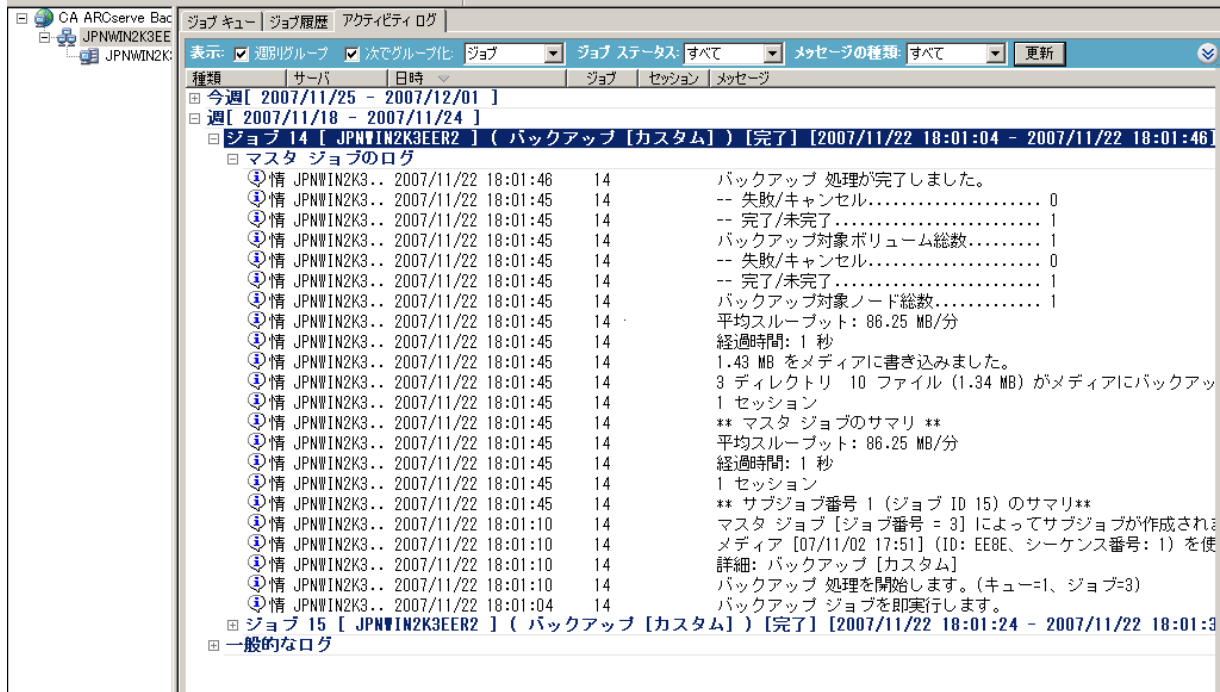 CA ARCserve Bac
JPNWIN2K3EE
JPNWIN2K3
ジョブ キュー ジョブ履歴 アクティビティ ログ
表示: 週別グループ 次でグループ化: ジョブ ジョブ ステータス: すべて メッセージの種類: すべて 更新
種類 サーバ 日時 ジョブ セッション メッセージ
今週[ 2007/11/25 - 2007/12/01 ]
週[ 2007/11/18 - 2007/11/24 ]
ジョブ 14 [ JPNWIN2K3EER2 ] ( バックアップ [カスタム] ) [完了] [2007/11/22 18:01:04 - 2007/11/22 18:01:46]
マスタ ジョブのログ
情 JPNWIN2K3.. 2007/11/22 18:01:46 14 バックアップ 処理が完了しました。
情 JPNWIN2K3.. 2007/11/22 18:01:45 14 -- 失敗/キャンセル..................... 0
情 JPNWIN2K3.. 2007/11/22 18:01:45 14 -- 完了/未完了......................... 1
情 JPNWIN2K3.. 2007/11/22 18:01:45 14 バックアップ対象ボリューム総数......... 1
情 JPNWIN2K3.. 2007/11/22 18:01:45 14 -- 失敗/キャンセル..................... 0
情 JPNWIN2K3.. 2007/11/22 18:01:45 14 -- 完了/未完了......................... 1
情 JPNWIN2K3.. 2007/11/22 18:01:45 14 バックアップ対象ノード総数............. 1
情 JPNWIN2K3.. 2007/11/22 18:01:45 14 平均スループット: 86.25 MB/分
情 JPNWIN2K3.. 2007/11/22 18:01:45 14 経過時間: 1 秒
情 JPNWIN2K3.. 2007/11/22 18:01:45 14 1.43 MB をメディアに書き込みました。
情 JPNWIN2K3.. 2007/11/22 18:01:45 14 3 ディレクトリ 10 ファイル (1.34 MB) がメディアにバックアッ
情 JPNWIN2K3.. 2007/11/22 18:01:45 14 1 セッション
情 JPNWIN2K3.. 2007/11/22 18:01:45 14 ** マスタ ジョブのサマリ **
情 JPNWIN2K3.. 2007/11/22 18:01:45 14 平均スループット: 86.25 MB/分
情 JPNWIN2K3.. 2007/11/22 18:01:45 14 経過時間: 1 秒
情 JPNWIN2K3.. 2007/11/22 18:01:45 14 1 セッション
情 JPNWIN2K3.. 2007/11/22 18:01:45 14 ** サブジョブ番号 1 (ジョブ ID 15) のサマリ**
情 JPNWIN2K3.. 2007/11/22 18:01:10 14 マスタ ジョブ [ジョブ番号 = 3] によってサブジョブが作成されま
情 JPNWIN2K3.. 2007/11/22 18:01:10 14 メディア [07/11/02 17:51] (ID: EE8E、シーケンス番号: 1) を使
情 JPNWIN2K3.. 2007/11/22 18:01:10 14 詳細: バックアップ [カスタム]
情 JPNWIN2K3.. 2007/11/22 18:01:10 14 バックアップ 処理を開始します。(キュー=1、ジョブ=3)
情 JPNWIN2K3.. 2007/11/22 18:01:04 14 バックアップ ジョブを即実行します。
ジョブ 15 [ JPNWIN2K3EER2 ] ( バックアップ [カスタム] ) [完了] [2007/11/22 18:01:24 - 2007/11/22 18:01:3
一般的なログ